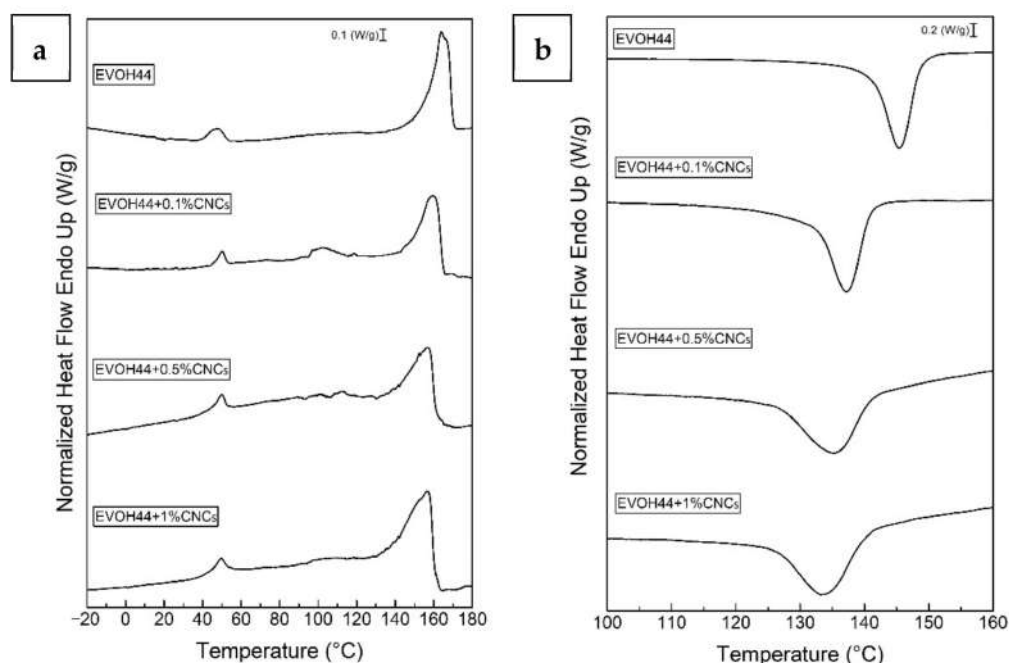 a
0.1 (W/g)
EVOH44
EVOH44+0.1%CNCs
EVOH44+0.5%CNCs
EVOH44+1%CNCs
Normalized Heat Flow Endo Up (W/g)
−20 0 20 40 60 80 100 120 140 160 180
Temperature (°C)
b
0.2 (W/g)
EVOH44
EVOH44+0.1%CNCs
EVOH44+0.5%CNCs
EVOH44+1%CNCs
Normalized Heat Flow Endo Up (W/g)
100 110 120 130 140 150 160
Temperature (°C)